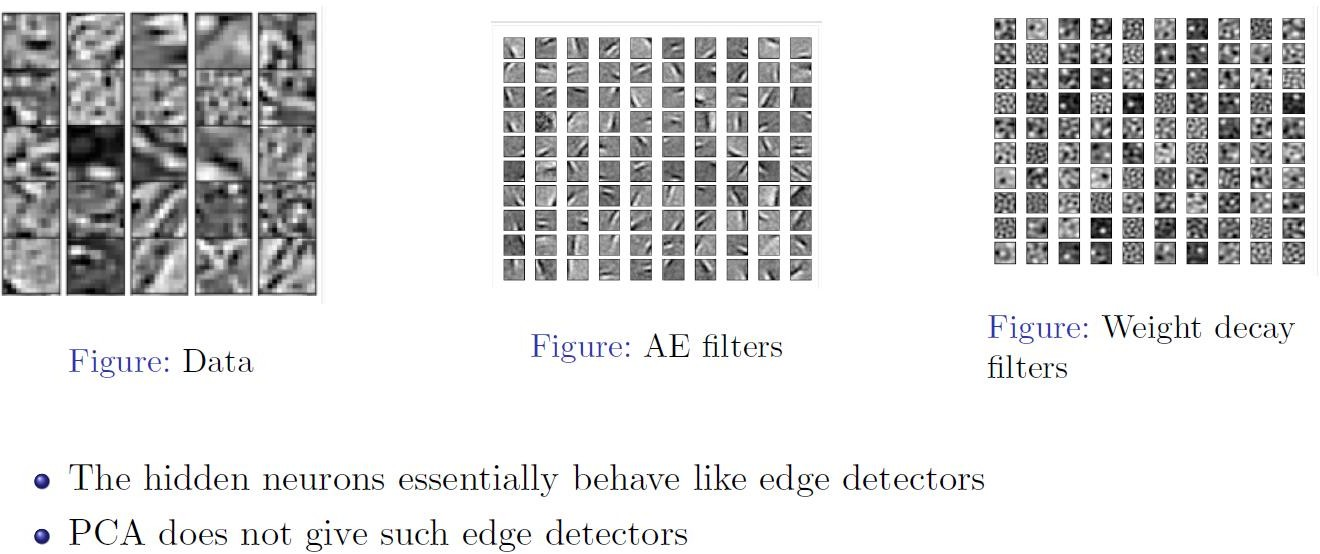 Figure: Data
Figure: AE filters
Figure: Weight decay
filters
The hidden neurons essentially behave like edge detectors
PCA does not give such edge detectors